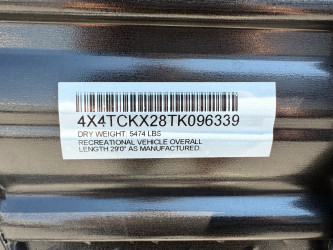 4X4TCKX28TK096339
DRY WEIGHT 5474 LBS
RECREATIONAL VEHICLE OVERALL
LENGTH 29'0" AS MANUFACTURED